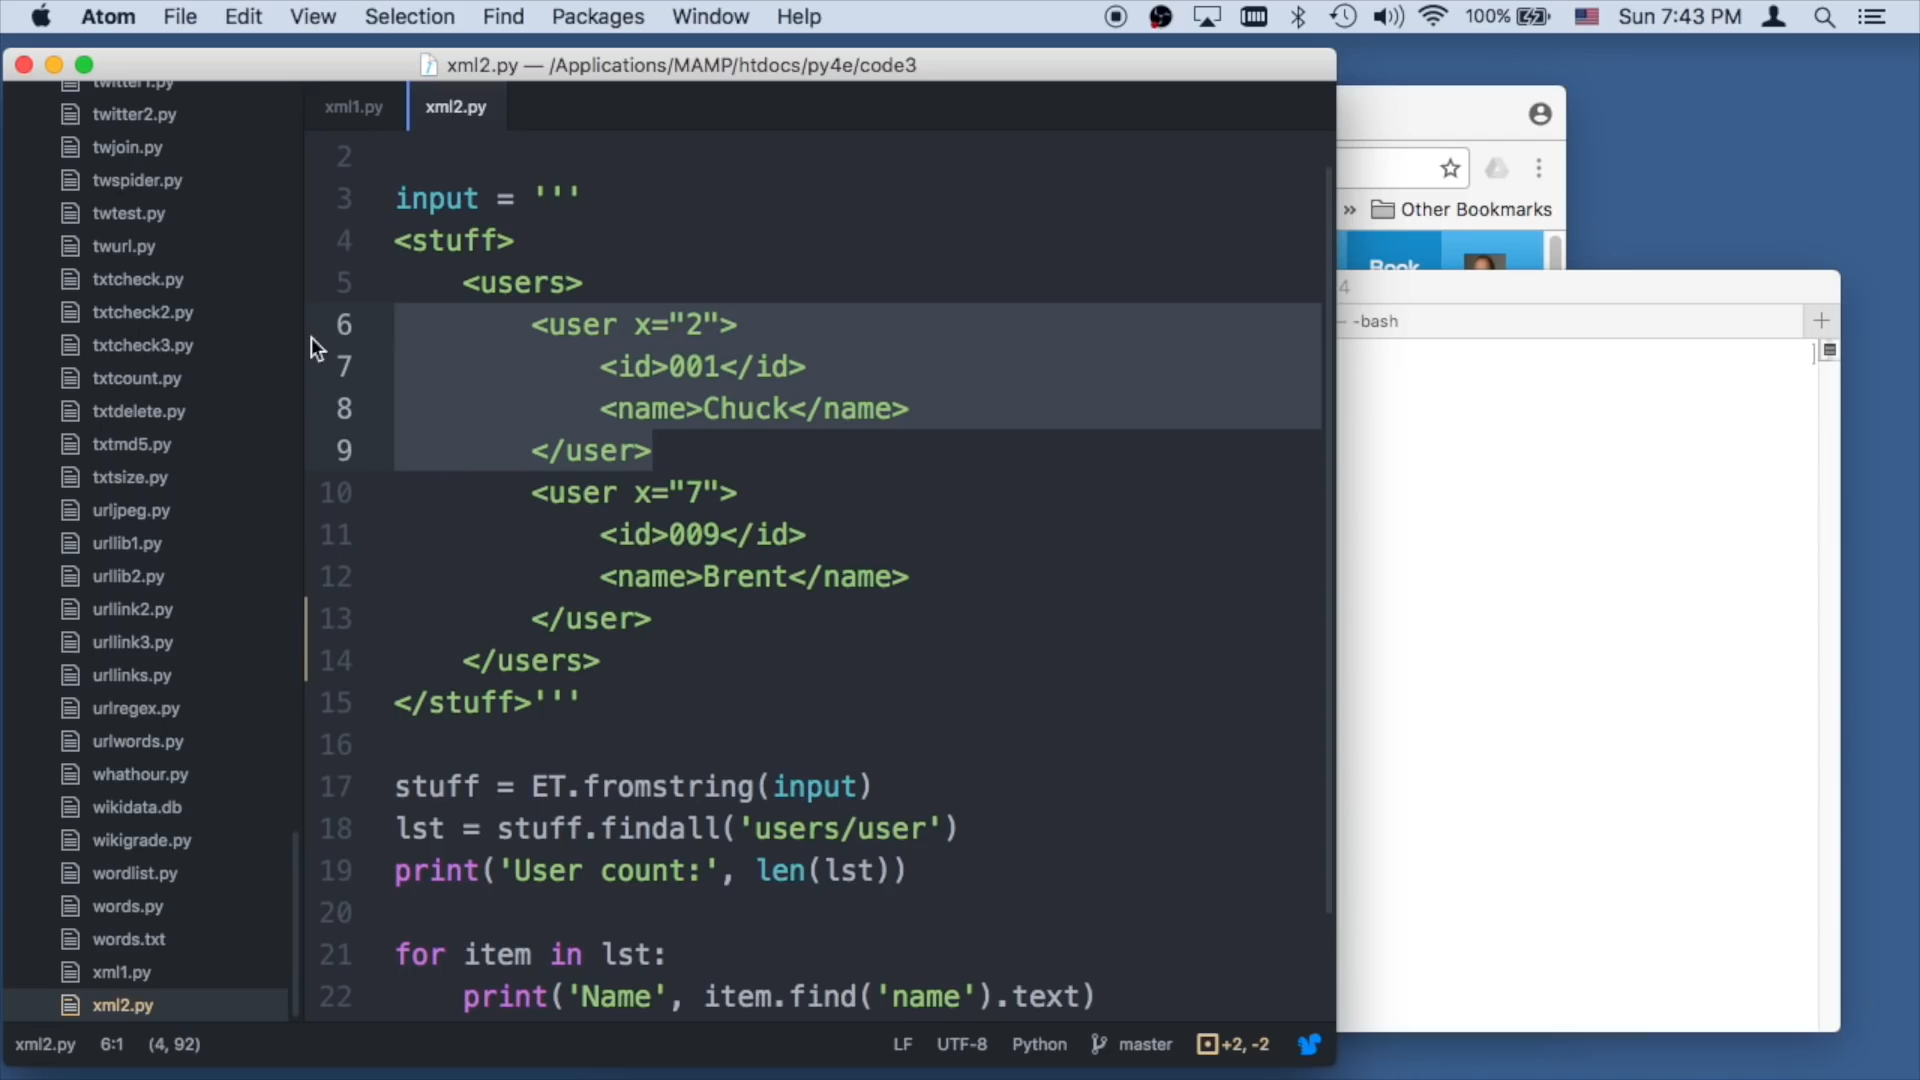 Atom File Edit View Selection Find Packages Window Help 100% Sun 7:43 PM
xml2.py — /Applications/MAMP/htdocs/py4e/code3
twitter1.py
twitter2.py
twjoin.py
twspider.py
twtest.py
twurl.py
txtcheck.py
txtcheck2.py
txtcheck3.py
txtcount.py
txtdelete.py
txtmd5.py
txtsize.py
urljpeg.py
urllib1.py
urllib2.py
urllink2.py
urllink3.py
urllinks.py
urlregex.py
urlwords.py
whathour.py
wikidata.db
wikigrade.py
wordlist.py
words.py
words.txt
xml1.py
xml2.py
xml1.py xml2.py
2
3 input = '''
4 <stuff>
5 <users>
6 <user x="2">
7 <id>001</id>
8 <name>Chuck</name>
9 </user>
10 <user x="7">
11 <id>009</id>
12 <name>Brent</name>
13 </user>
14 </users>
15 </stuff>'''
16
17 stuff = ET.fromstring(input)
18 lst = stuff.findall('users/user')
19 print('User count:', len(lst))
20
21 for item in lst:
22 print('Name', item.find('name').text)
xml2.py 6:1 (4, 92) LF UTF-8 Python master +2, -2
» Other Bookmarks
Book
4
- -bash +
]